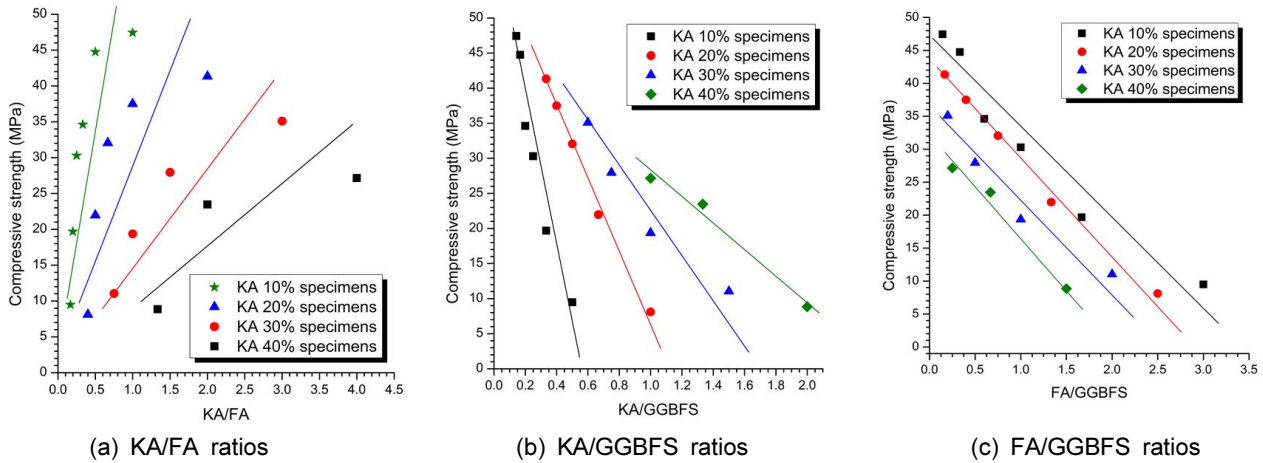 Compressive strength (MPa)
50
45
40
35
30
25
20
15
10
5
0
KA 10% specimens
KA 20% specimens
KA 30% specimens
KA 40% specimens
0.0 0.5 1.0 1.5 2.0 2.5 3.0 3.5 4.0 4.5
KA/FA
(a) KA/FA ratios
Compressive strength (MPa)
50
45
40
35
30
25
20
15
10
5
0
KA 10% specimens
KA 20% specimens
KA 30% specimens
KA 40% specimens
0.0 0.2 0.4 0.6 0.8 1.0 1.2 1.4 1.6 1.8 2.0
KA/GGBFS
(b) KA/GGBFS ratios
Compressive strength (MPa)
50
45
40
35
30
25
20
15
10
5
0
KA 10% specimens
KA 20% specimens
KA 30% specimens
KA 40% specimens
0.0 0.5 1.0 1.5 2.0 2.5 3.0 3.5
FA/GGBFS
(c) FA/GGBFS ratios